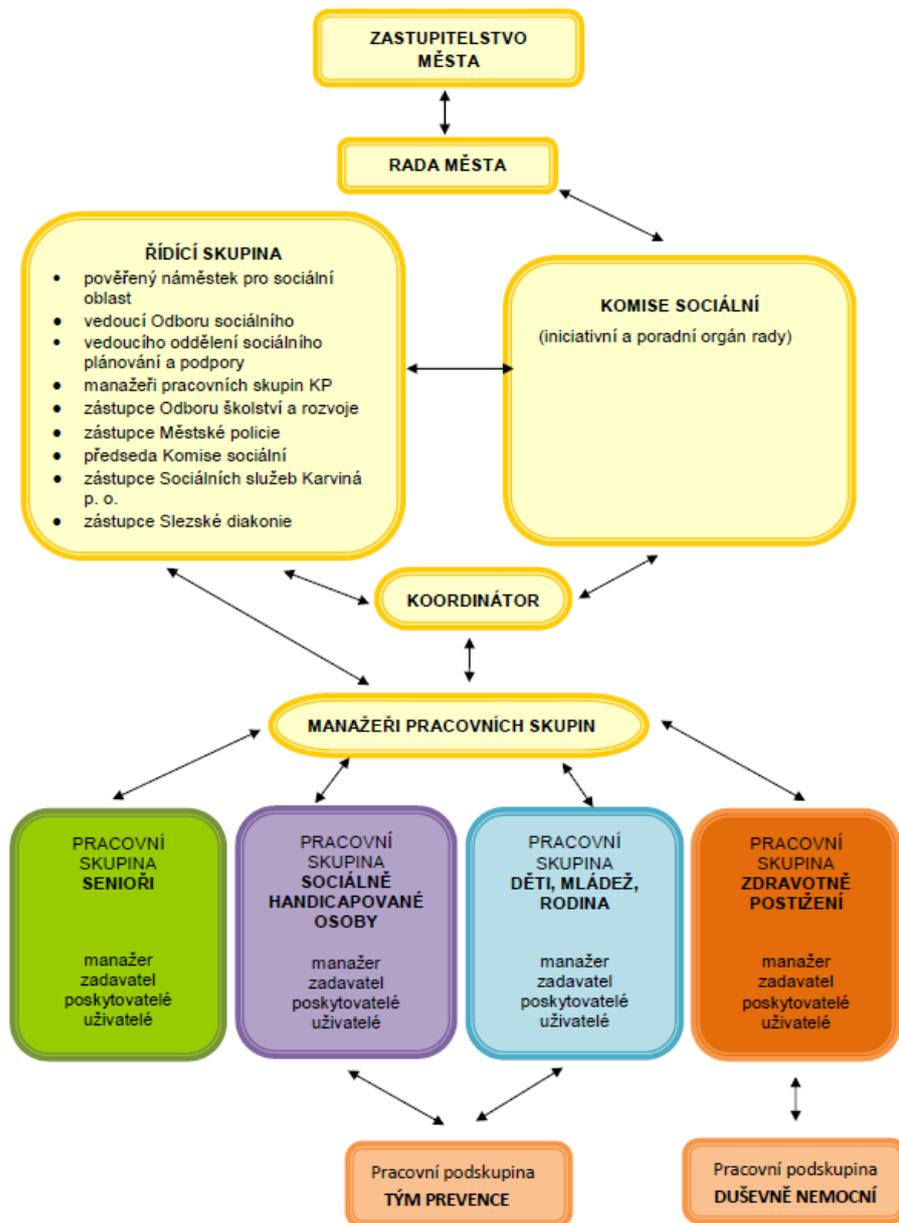 ZASTUPITELSTVO
MĚSTA
RADA MĚSTA
ŘÍDÍCÍ SKUPINA
• pověřený náměstek pro sociální
oblast
• vedoucí Odboru sociálního
• vedoucího oddělení sociálního
plánování a podpory
• manažeři pracovních skupin KP
• zástupce Odboru školství a rozvoje
• zástupce Městské policie
• předseda Komise sociální
• zástupce Sociálních služeb Karviná
p. o.
• zástupce Slezské diakonie
KOMISE SOCIÁLNÍ
(iniciativní a poradní orgán rady)
KOORDINÁTOR
MANAŽEŘI PRACOVNÍCH SKUPIN
PRACOVNÍ
SKUPINA
SENIOŘI
manažer
zadavatel
poskytovatelé
uživatelé
PRACOVNÍ
SKUPINA
SOCIÁLNĚ
HANDICAPOVANÉ
OSOBY
manažer
zadavatel
poskytovatelé
uživatelé
PRACOVNÍ
SKUPINA
DĚTI, MLÁDEŽ,
RODINA
manažer
zadavatel
poskytovatelé
uživatelé
PRACOVNÍ
SKUPINA
ZDRAVOTNĚ
POSTIŽENÍ
manažer
zadavatel
poskytovatelé
uživatelé
Pracovní podskupina
TÝM PREVENCE
Pracovní podskupina
DUŠEVNĚ NEMOCNÍ